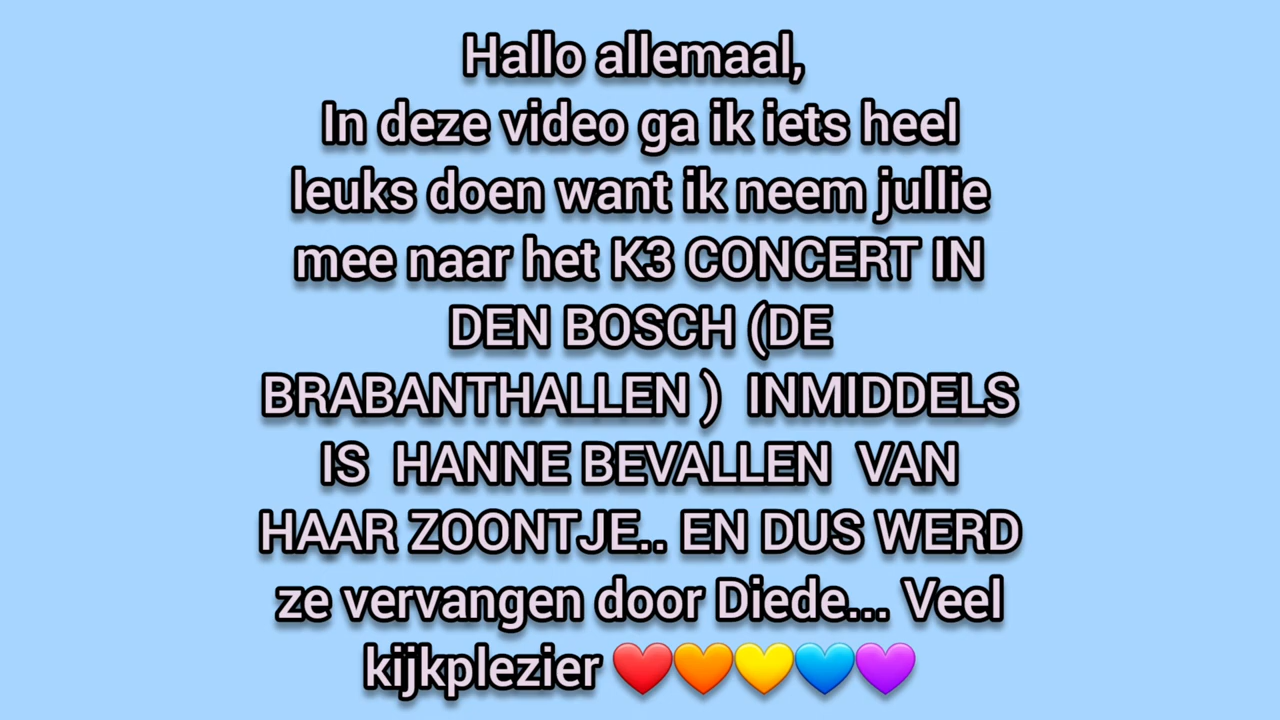 Hallo allemaal,
In deze video ga ik iets heel
leuks doen want ik neem jullie
mee naar het K3 CONCERT IN
DEN BOSCH (DE
BRABANTHALLEN )  INMIDDELS
IS  HANNE BEVALLEN  VAN
HAAR ZOONTJE.. EN DUS WERD
ze vervangen door Diede... Veel
kijkplezier ❤️🧡💛💙💜